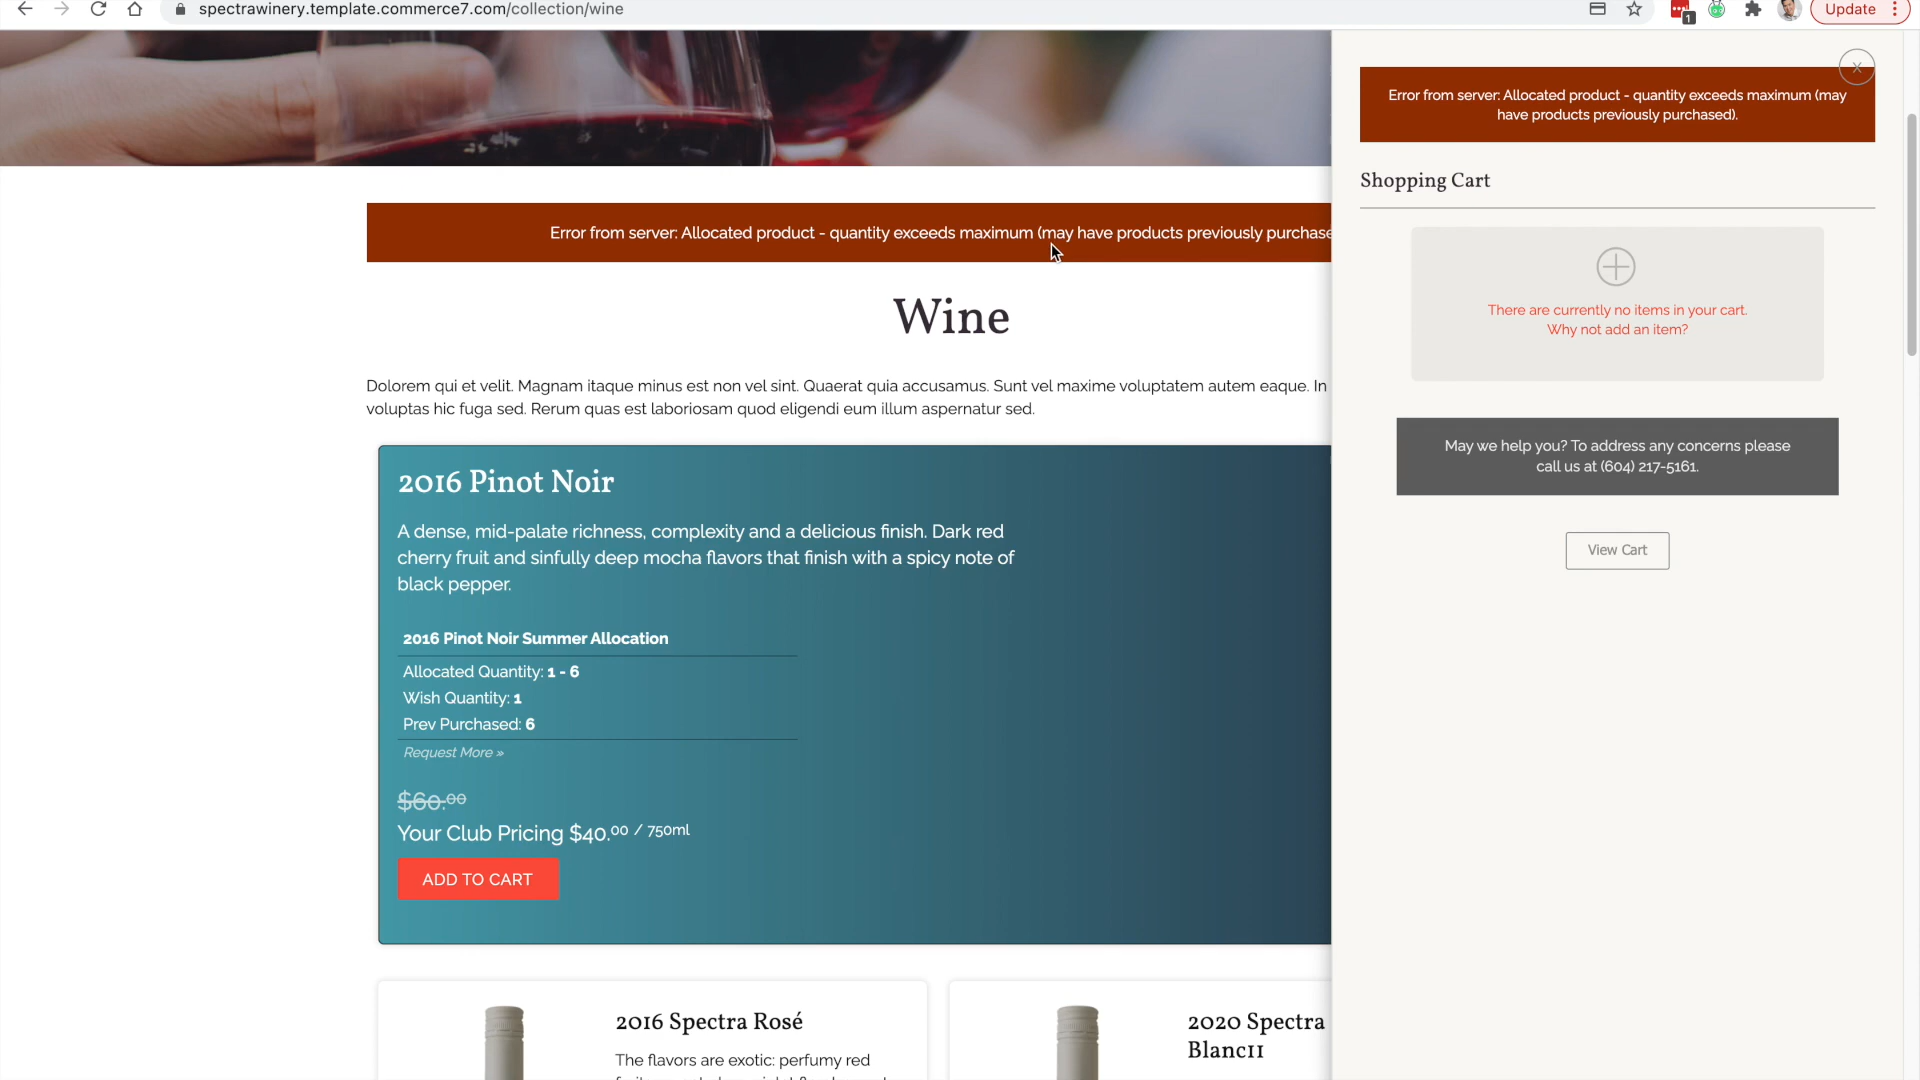 spectrawinery.template.commerce7.com/collection/wine
1
Update
Error from server: Allocated product - quantity exceeds maximum (may have products previously purchase
Wine
Dolorem qui et velit. Magnam itaque minus est non vel sint. Quaerat quia accusamus. Sunt vel maxime voluptatem autem eaque. In
voluptas hic fuga sed. Rerum quas est laboriosam quod eligendi eum illum aspernatur sed.
2016 Pinot Noir
A dense, mid-palate richness, complexity and a delicious finish. Dark red
cherry fruit and sinfully deep mocha flavors that finish with a spicy note of
black pepper.
2016 Pinot Noir Summer Allocation
Allocated Quantity: 1 - 6
Wish Quantity: 1
Prev Purchased: 6
Request More »
$60.00
Your Club Pricing $40.00 / 750ml
ADD TO CART
2016 Spectra Rosé
The flavors are exotic: perfumy red
2020 Spectra
Blanc11
Error from server: Allocated product - quantity exceeds maximum (may
have products previously purchased).
Shopping Cart
There are currently no items in your cart.
Why not add an item?
May we help you? To address any concerns please
call us at (604) 217-5161.
View Cart